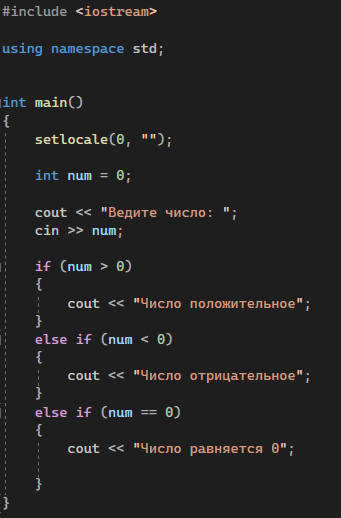 #include <iostream>
using namespace std;
int main()
{
setlocale(0, "");
int num = 0;
cout << "Ведите число: ";
cin >> num;
if (num > 0)
{
cout << "Число положительное";
}
else if (num < 0)
{
cout << "Число отрицательное";
}
else if (num == 0)
{
cout << "Число равняется 0";
}
}